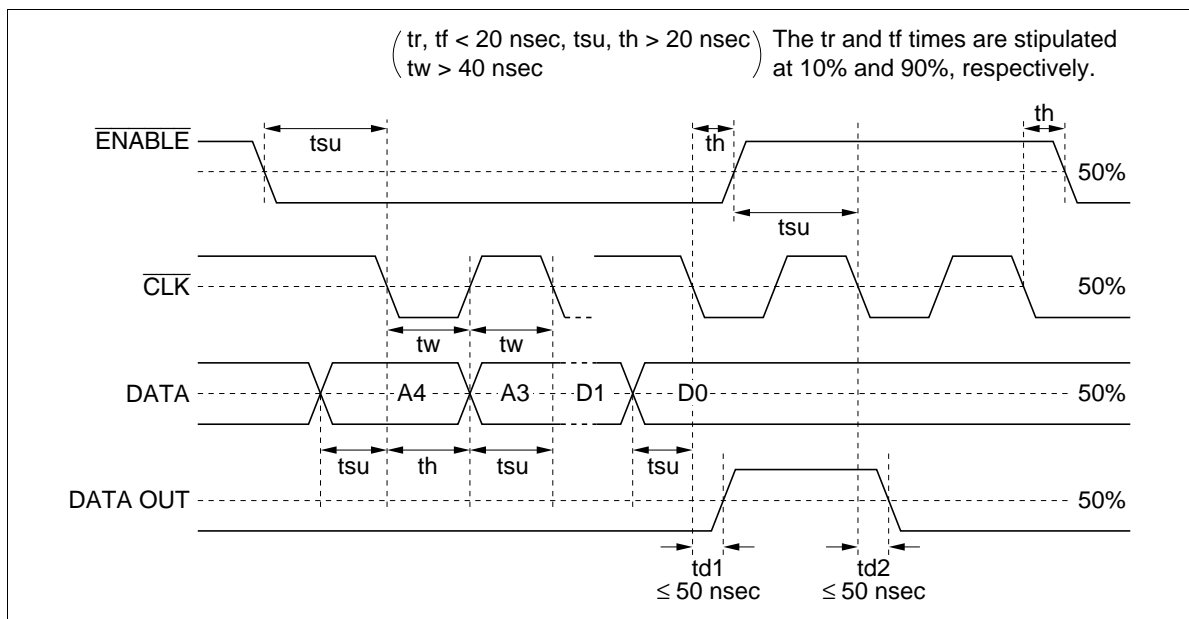 tr, tf < 20 nsec, tsu, th > 20 nsec
tw > 40 nsec
The tr and tf times are stipulated
at 10% and 90%, respectively.
ENABLE
tsu
th
th
50%
tsu
CLK
50%
tw
tw
DATA
A4
A3
D1
D0
50%
tsu
th
tsu
tsu
DATA OUT
50%
td1
≤ 50 nsec
td2
≤ 50 nsec